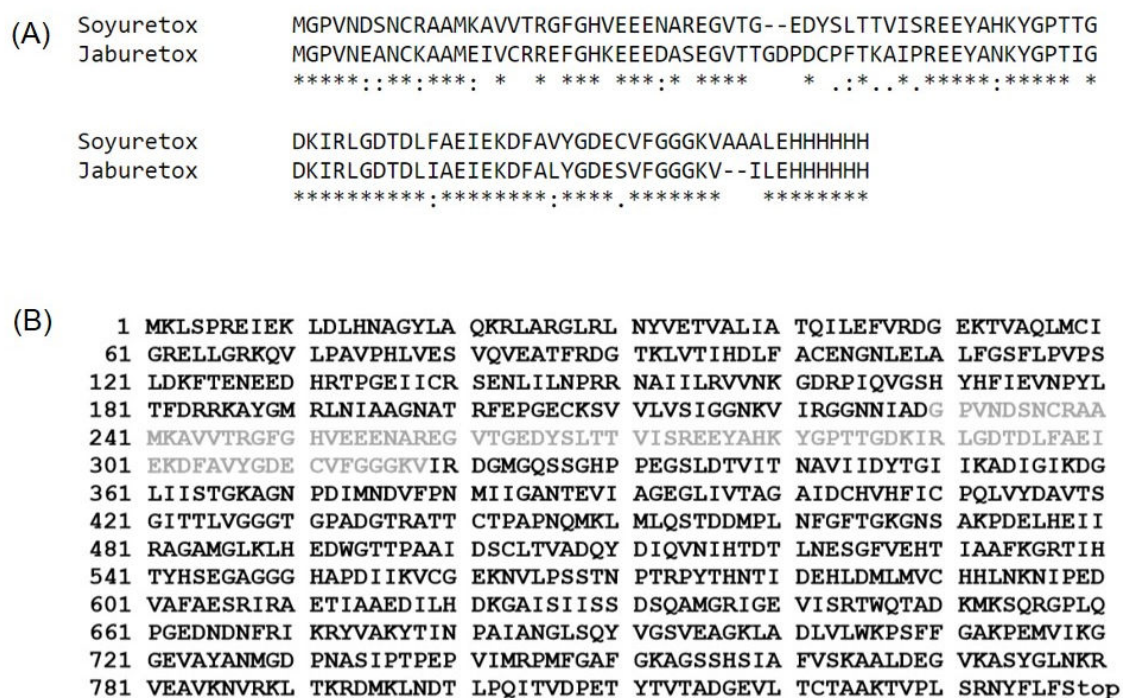 (A)
Soyuretox MGPVNDSNCRAAMKAVVTRGFGHVEEENAREGVTG--EDYSLTTVISREEYAHKYGPTTG
Jaburetox MGPVNEANCKAAMEIVCRREFGHKEEEDASEGVTTGDPDCPFTKAIPREEYANKYGPTIG
*****::**:***: *  * *** ***:* ****    * .:*..*.*****:***** *
Soyuretox DKIRLGDTDLFAEIEKDFAVYGDECVFGGGKVAAALEHHHHHH
Jaburetox DKIRLGDTDLIAEIEKDFALYGDESVFGGGKV--ILEHHHHHH
**********:********:****.*******   ********
(B)
1 MKLSPREIEK LDLHNAGYLA QKRLARGLRL NYVETVALIA TQILEFVRDG EKTVAQLMCI
61 GRELLGRKQV LPAVPHLVES VQVEATFRDG TKLVTIHDLF ACENGNLELA LFGSFLPVPS
121 LDKFTENEED HRTPGEIICR SENLILNPRR NAIILRVVNK GDRPIQVGSH YHFIEVNPYL
181 TFDRRKAYGM RLNIAAGNAT RFEPGECKSV VLVSIGGNKV IRGGNNIADG PVNDSNCRAA
241 MKAVVTRGFG HVEEENAREG VTGEDYSLTT VISREEYAHK YGPTTGDKIR LGDTDLFAEI
301 EKDFAVYGDE CVFGGGKVIR DGMGQSSGHP PEGSLDTVIT NAVIIDYTGI IKADIGIKDG
361 LIISTGKAGN PDIMNDVFPN MIIGANTEVI AGEGLIVTAG AIDCHVHFIC PQLVYDAVTS
421 GITTLVGGGT GPADGTRATT CTPAPNQMKL MLQSTDDMPL NFGFTGKGNS AKPDELHEII
481 RAGAMGLKLH EDWGTTPAAI DSCLTVADQY DIQVNIHTDT LNESGFVEHT IAAFKGRTIH
541 TYHSEGAGGG HAPDIIKVCG EKNVLPSSTN PTRPYTHNTI DEHLDMLMVC HHLNKNIPED
601 VAFAESRIRA ETIAAEDILH DKGAISIISS DSQAMGRIGE VISRTWQTAD KMKSQRGPLQ
661 PGEDNDNFRI KRYVAKYTIN PAIANGLSQY VGSVEAGKLA DLVLWKPSFF GAKPEMVIKG
721 GEVAYANMGD PNASIPTPEP VIMRPMFGAF GKAGSSHSIA FVSKAALDEG VKASYGLNKR
781 VEAVKNVRKL TKRDMKLNDT LPQITVDPET YTVTADGEVL TCTAAKTVPL SRNYFLFStop